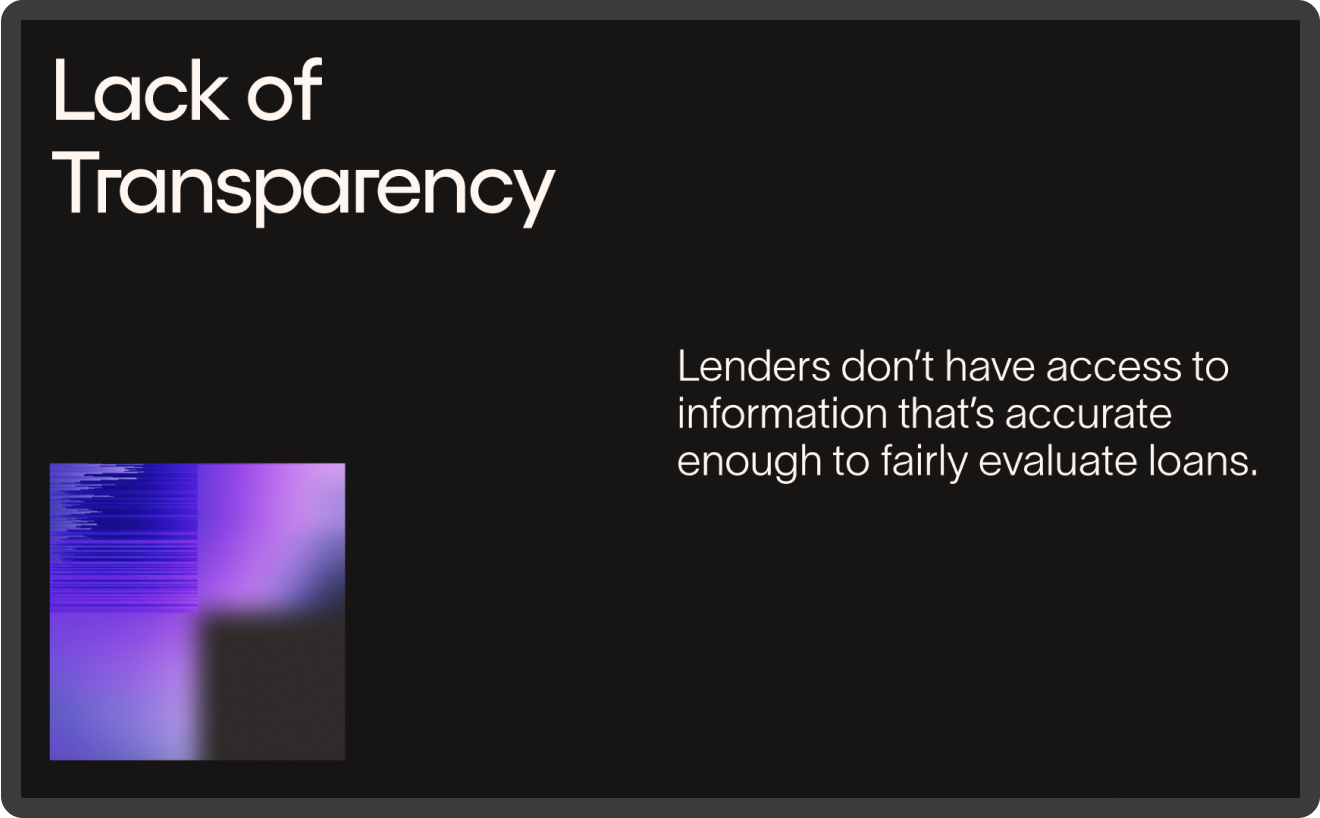 Lack of
Transparency
Lenders don’t have access to
information that’s accurate
enough to fairly evaluate loans.